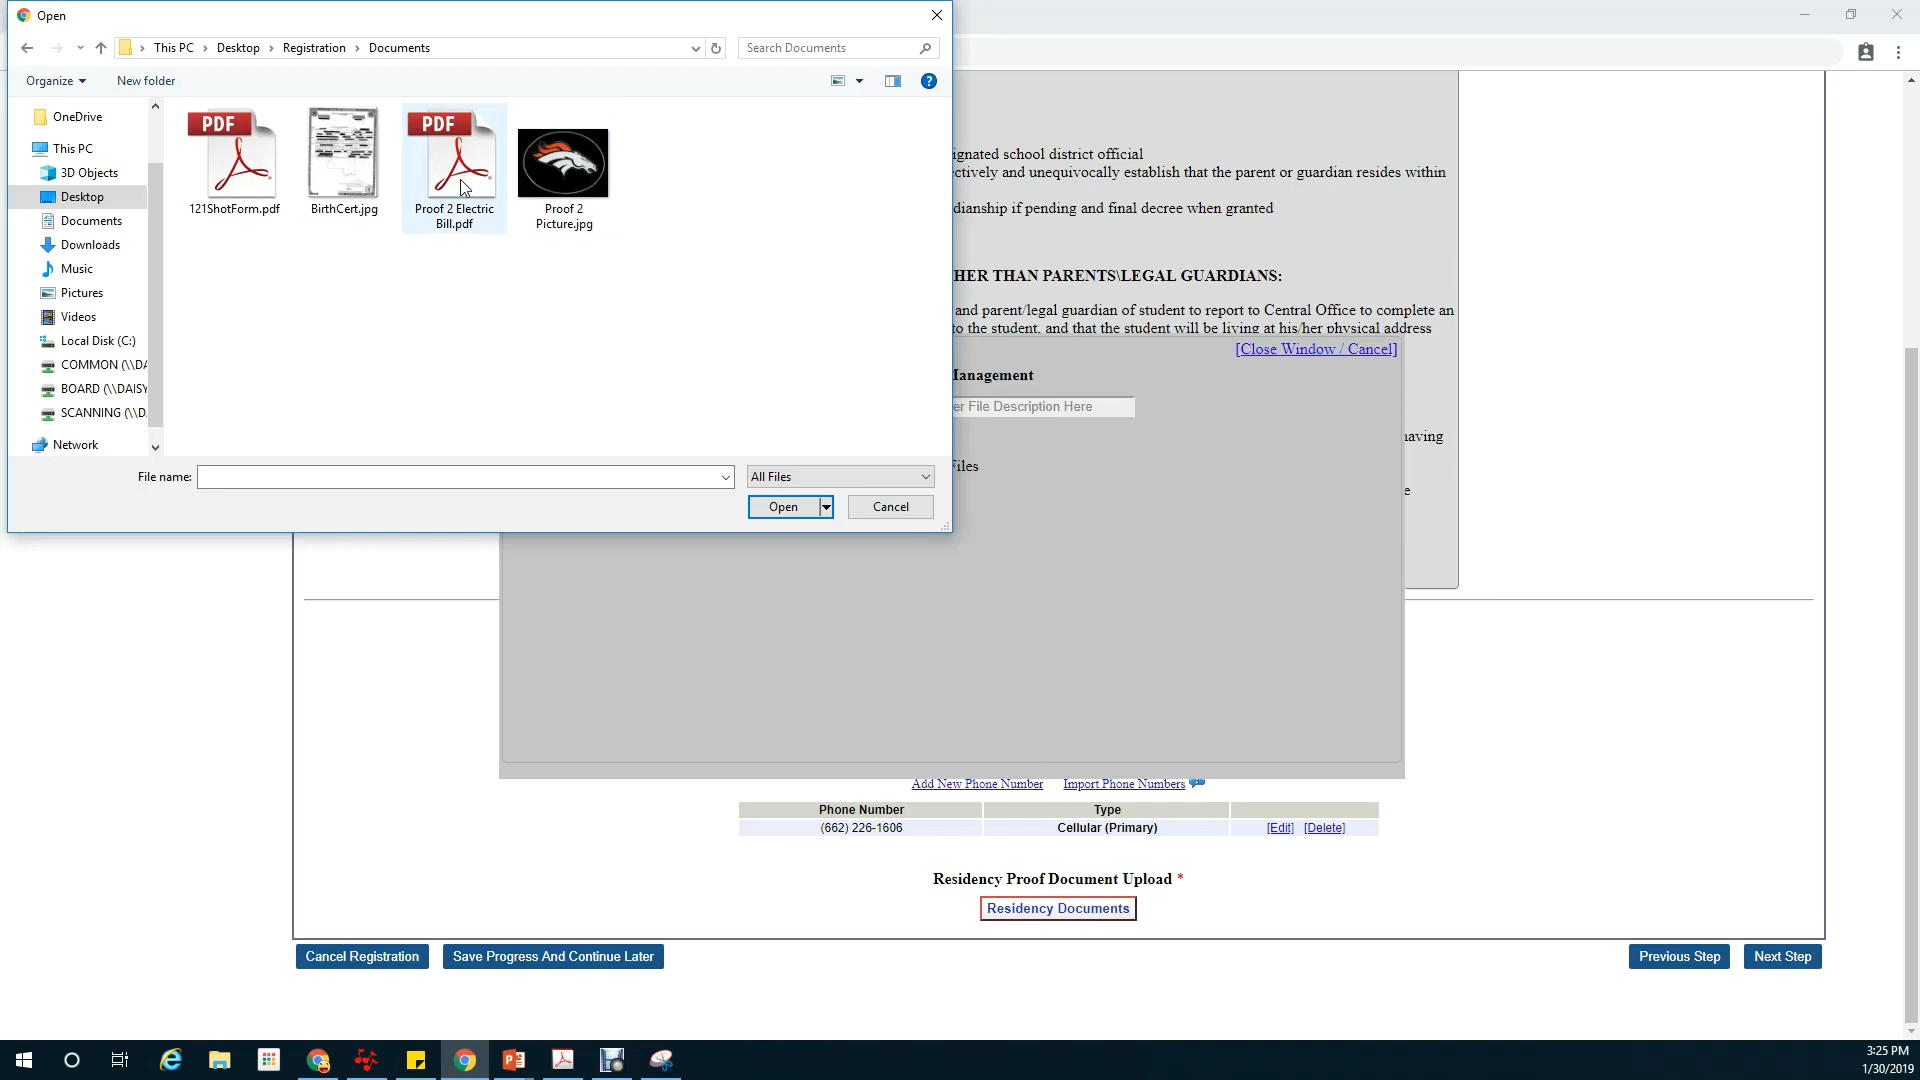 Open
This PC
Desktop
Registration
Documents
Search Documents
Organize
New folder
OneDrive
This PC
3D Objects
Desktop
Documents
Downloads
Music
Pictures
Videos
Local Disk (C:)
COMMON (\\DA
BOARD (\\DAISY
SCANNING (\\D.
Network
PDF
121ShotForm.pdf
BirthCert.jpg
PDF
Proof 2 Electric
Bill.pdf
Proof 2
Picture.jpg
File name:
All Files
Open
Cancel
ignated school district official
ctively and unequivocally establish that the parent or guardian resides within
dianship if pending and final decree when granted
HER THAN PARENTS\LEGAL GUARDIANS:
and parent/legal guardian of student to report to Central Office to complete an
to the student, and that the student will be living at his/her physical address
[Close Window / Cancel]
Management
er File Description Here
having
Files
e
Add New Phone Number
Import Phone Numbers
Phone Number
Type
(662) 226-1606
Cellular (Primary)
[Edit]
[Delete]
Residency Proof Document Upload *
Residency Documents
Cancel Registration
Save Progress And Continue Later
Previous Step
Next Step
3:25 PM
1/30/2019